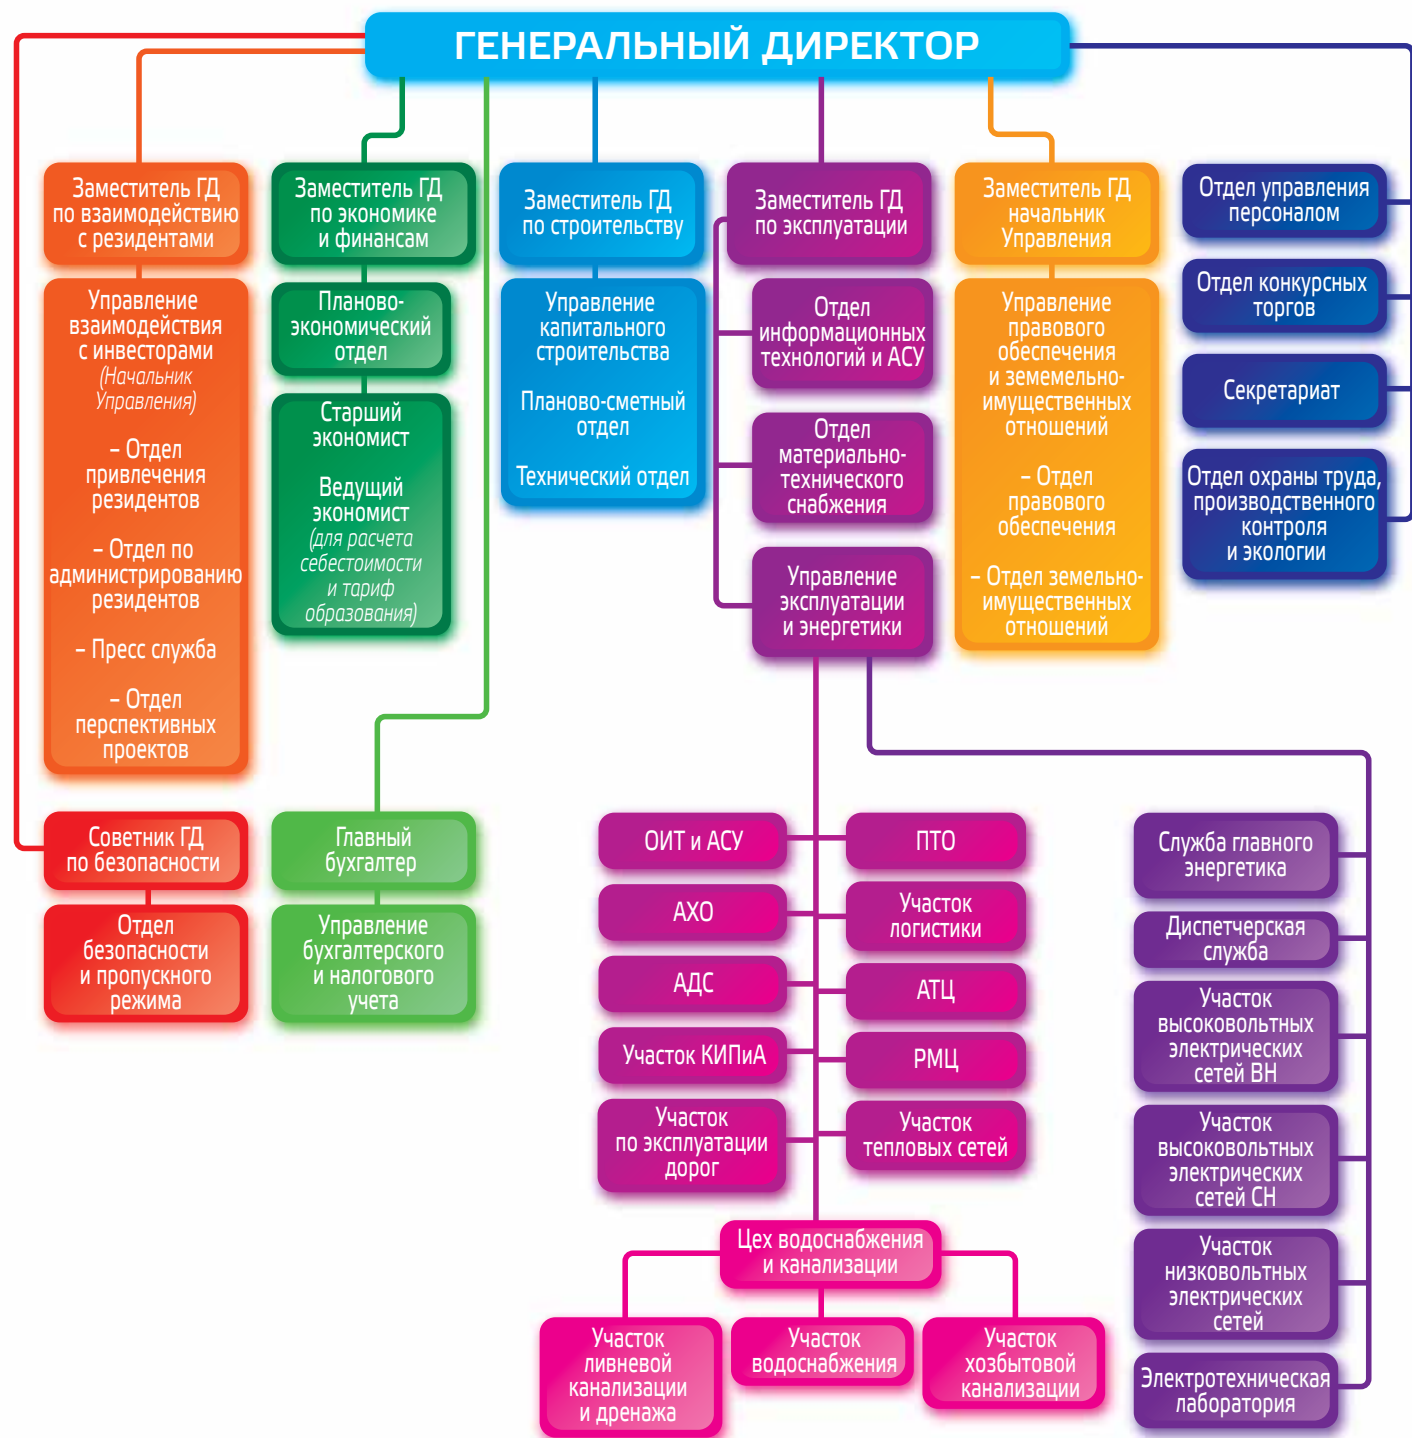 ГЕНЕРАЛЬНЫЙ ДИРЕКТОР
Заместитель ГД
по взаимодействию
с резидентами
Управление
взаимодействия
с инвесторами
(Начальник
Управления)
– Отдел
привлечения
резидентов
– Отдел по
администрированию
резидентов
– Пресс служба
– Отдел
перспективных
проектов
Заместитель ГД
по экономике
и финансам
Планово-
экономический
отдел
Старший
экономист
Ведущий
экономист
(для расчета
себестоимости
и тариф
образования)
Заместитель ГД
по строительству
Управление
капитального
строительства
Планово-сметный
отдел
Технический отдел
Заместитель ГД
по эксплуатации
Отдел
информационных
технологий и АСУ
Отдел
материально-
технического
снабжения
Управление
эксплуатации
и энергетики
Заместитель ГД
начальник
Управления
Управление
правового
обеспечения
и земемельно-
имущественных
отношений
– Отдел
правового
обеспечения
– Отдел земельно-
имущественных
отношений
Отдел управления
персоналом
Отдел конкурсных
торгов
Секретариат
Отдел охраны труда,
производственного
контроля
и экологии
Советник ГД
по безопасности
Отдел
безопасности
и пропускного
режима
Главный
бухгалтер
Управление
бухгалтерского
и налогового
учета
ОИТ и АСУ
АХО
АДС
Участок КИПиА
Участок
по эксплуатации
дорог
ПТО
Участок
логистики
АТЦ
РМЦ
Участок
тепловых сетей
Цех водоснабжения
и канализации
Участок
ливневой
канализации
и дренажа
Участок
водоснабжения
Участок
хозбытовой
канализации
Служба главного
энергетика
Диспетчерская
служба
Участок
высоковольтных
электрических
сетей ВН
Участок
высоковольтных
электрических
сетей СН
Участок
низковольтных
электрических
сетей
Электротехническая
лаборатория